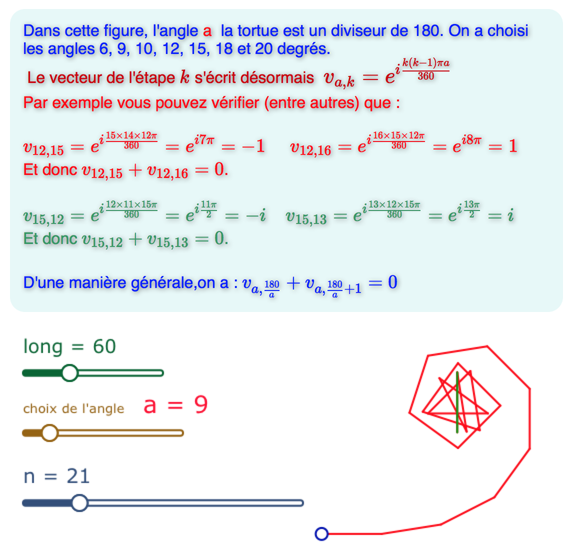 Dans cette figure, l'angle a la tortue est un diviseur de 180. On a choisi
les angles 6, 9, 10, 12, 15, 18 et 20 degrés.
Le vecteur de l'étape $k$ s'écrit désormais $v_{a,k} = e^{i\frac{k(k-1)\pi a}{360}}$
Par exemple vous pouvez vérifier (entre autres) que :
$v_{12,15} = e^{i\frac{15\times14\times12\pi}{360}} = e^{i7\pi} = -1$ $v_{12,16} = e^{i\frac{16\times15\times12\pi}{360}} = e^{i8\pi} = 1$
Et donc $v_{12,15} + v_{12,16} = 0$.
$v_{15,12} = e^{i\frac{12\times11\times15\pi}{360}} = e^{i\frac{11\pi}{2}} = -i$ $v_{15,13} = e^{i\frac{13\times12\times15\pi}{360}} = e^{i\frac{13\pi}{2}} = i$
Et donc $v_{15,12} + v_{15,13} = 0$.
D'une manière générale,on a : $v_{a,\frac{180}{a}} + v_{a,\frac{180}{a}+1} = 0$
long = 60
choix de l'angle a = 9
n = 21